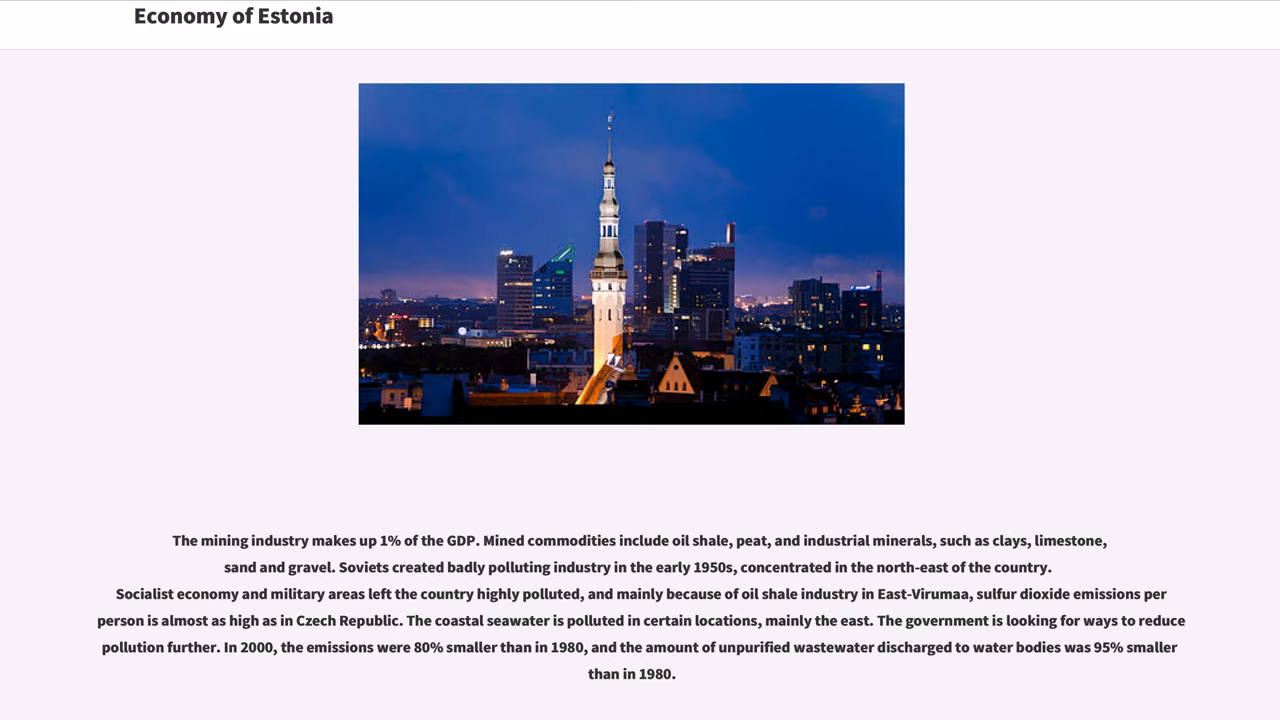 Economy of Estonia
The mining industry makes up 1% of the GDP. Mined commodities include oil shale, peat, and industrial minerals, such as clays, limestone,
sand and gravel. Soviets created badly polluting industry in the early 1950s, concentrated in the north-east of the country.
Socialist economy and military areas left the country highly polluted, and mainly because of oil shale industry in East-Virumaa, sulfur dioxide emissions per
person is almost as high as in Czech Republic. The coastal seawater is polluted in certain locations, mainly the east. The government is looking for ways to reduce
pollution further. In 2000, the emissions were 80% smaller than in 1980, and the amount of unpurified wastewater discharged to water bodies was 95% smaller
than in 1980.